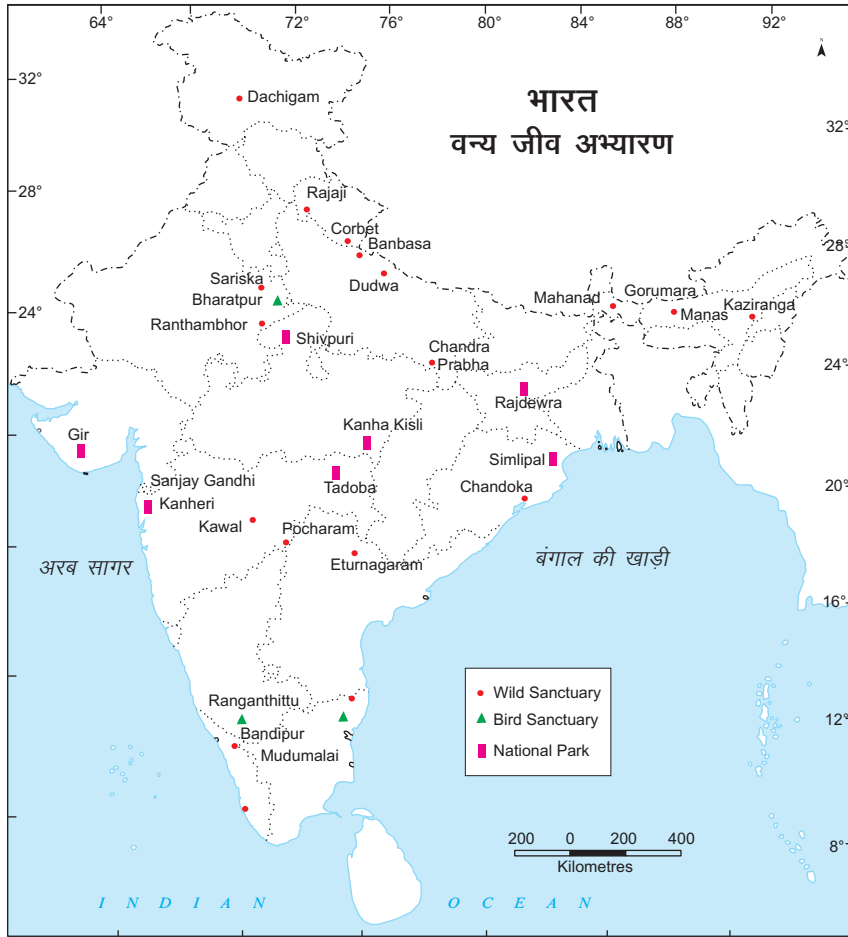 64° 72° 76° 80° 84° 88° 92°
N
32°
Dachigam
भारत
वन्य जीव अभ्यारण
32°
28°
Rajaji
Corbet
Banbasa
28°
Sariska
Dudwa
Bharatpur
Mahanad
Gorumara
Manas
Kaziranga
24°
Ranthambhor
Shivpuri
Chandra
Prabha
24°
Rajdewra
Gir
Kanha Kisli
Simlipal
Sanjay Gandhi
Tadoba
Chandoka
20°
Kanheri
Kawal
Pocharam
Eturnagaram
अरब सागर
बंगाल की खाड़ी
16°
Ranganthittu
Wild Sanctuary
Bird Sanctuary
12°
Bandipur
Mudumalai
National Park
200 0 200 400
Kilometres
8°
INDIAN OCEAN